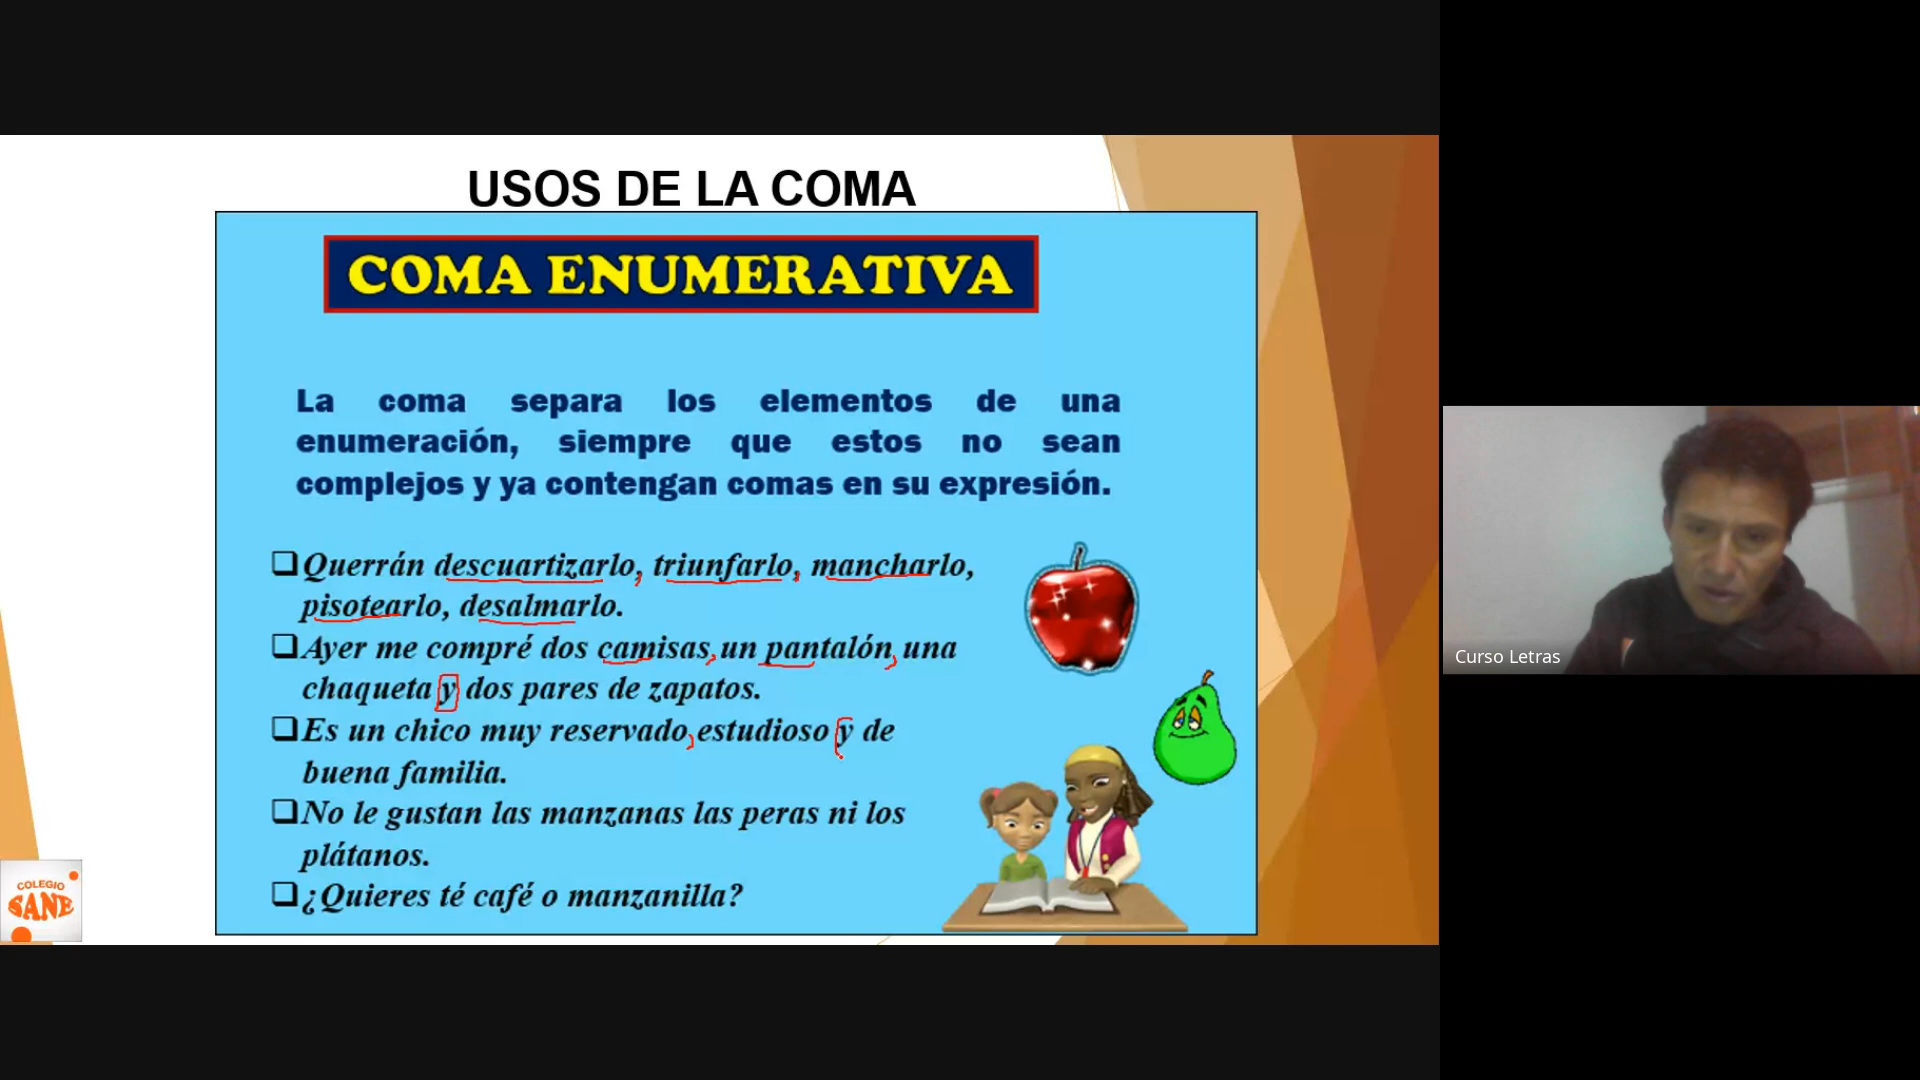 USOS DE LA COMA
COMA ENUMERATIVA
La coma separa los elementos de una
enumeración, siempre que estos no sean
complejos y ya contengan comas en su expresión.
❑Querrán descuartizarlo, triunfarlo, mancharlo,
pisotearlo, desalmarlo.
❑Ayer me compré dos camisas, un pantalón, una
chaqueta y dos pares de zapatos.
❑Es un chico muy reservado, estudioso y de
buena familia.
❑No le gustan las manzanas las peras ni los
plátanos.
❑¿Quieres té café o manzanilla?
COLEGIO
SANE
Curso Letras